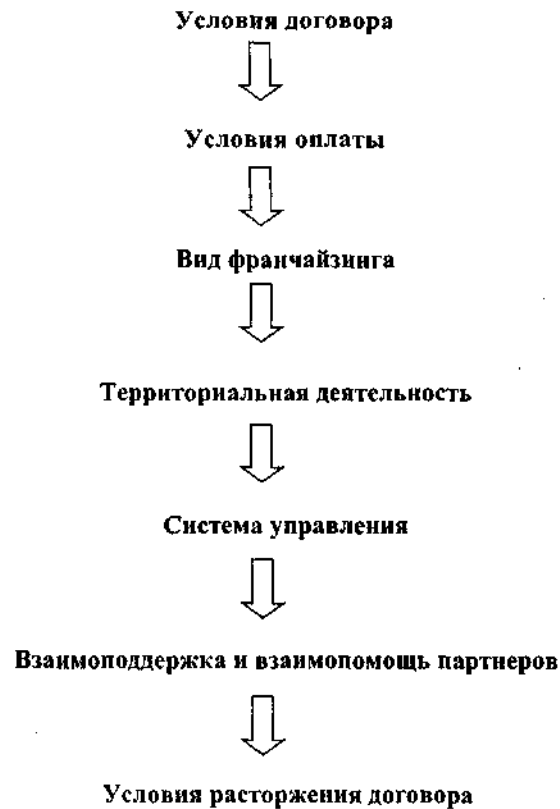 Условия договора
Условия оплаты
Вид франчайзинга
Территориальная деятельность
Система управления
Взаимоподдержка и взаимопомощь партнеров
Условия расторжения договора